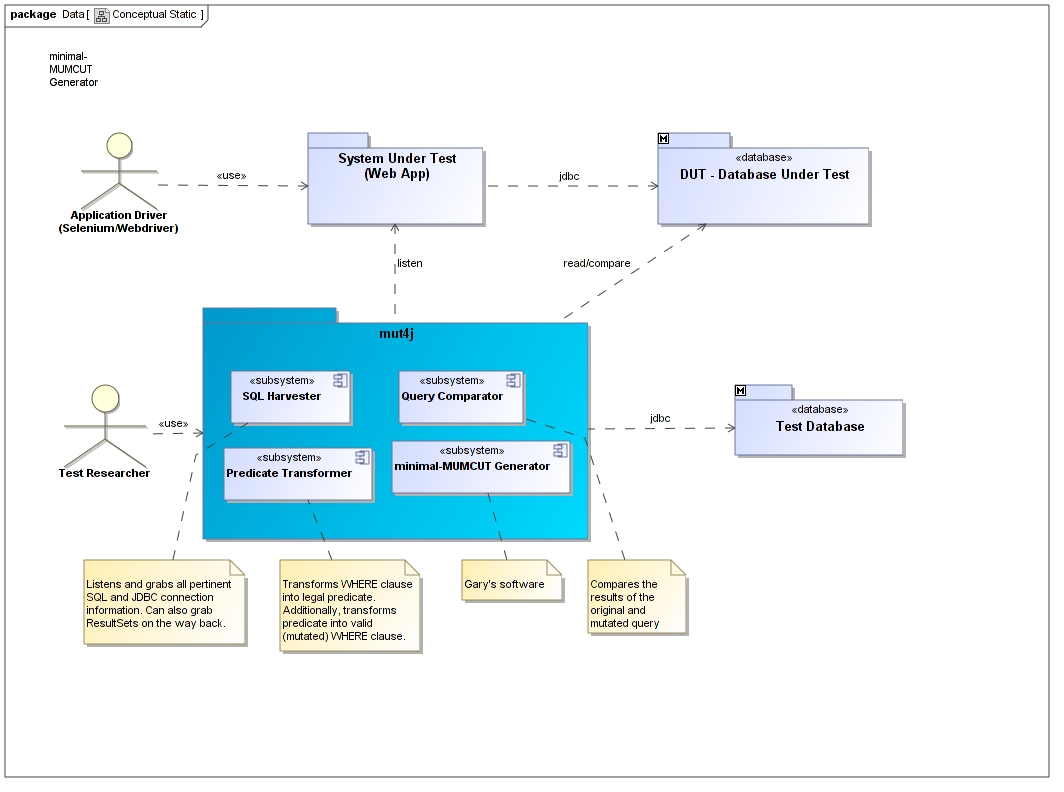 package Data [ Conceptual Static ]
minimal-
MUMCUT
Generator
Application Driver
(Selenium/Webdriver)
«use»
System Under Test
(Web App)
jdbc
M
«database»
DUT - Database Under Test
listen
read/compare
Test Researcher
«use»
mut4j
«subsystem»
SQL Harvester
«subsystem»
Query Comparator
«subsystem»
Predicate Transformer
«subsystem»
minimal-MUMCUT Generator
jdbc
M
«database»
Test Database
Listens and grabs all pertinent
SQL and JDBC connection
information. Can also grab
ResultSets on the way back.
Transforms WHERE clause
into legal predicate.
Additionally, transforms
predicate into valid
(mutated) WHERE clause.
Gary's software
Compares the
results of the
original and
mutated query